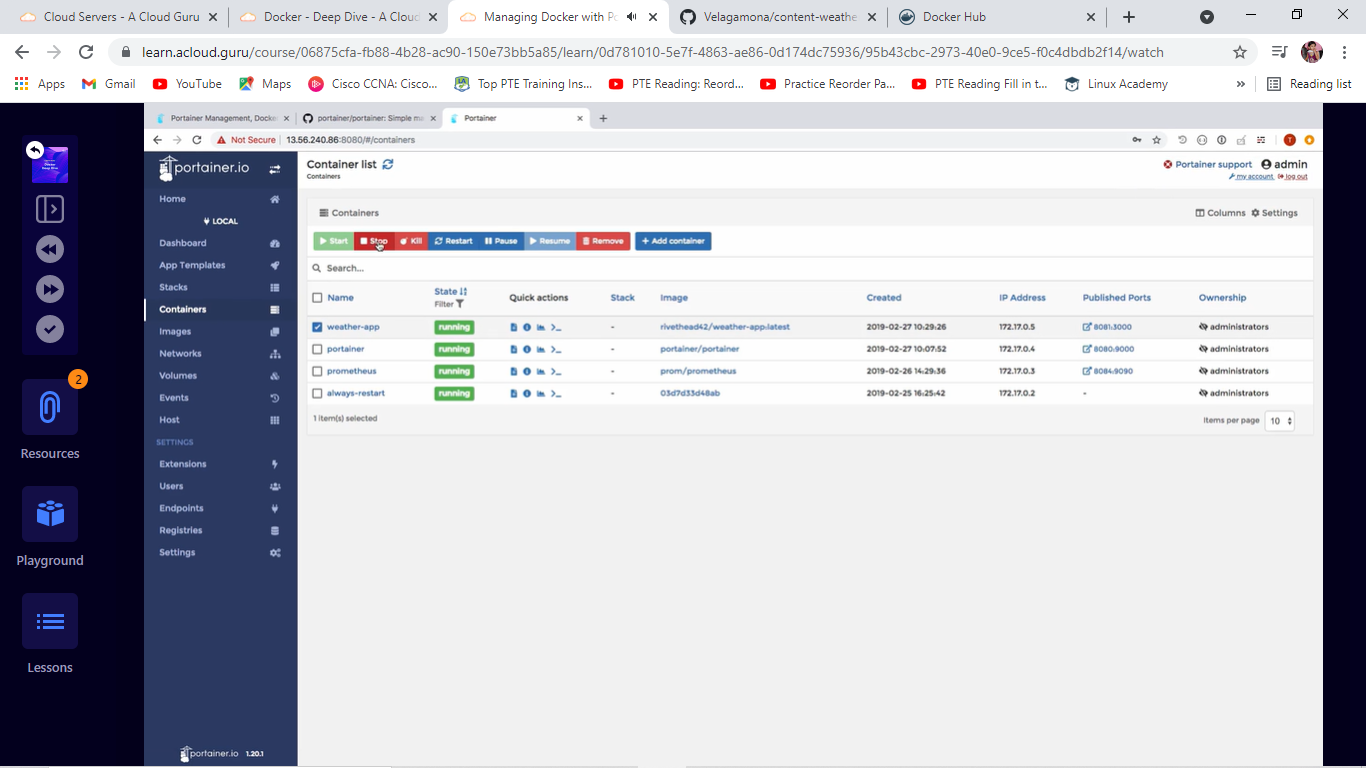 Cloud Servers - A Cloud Guru
Docker - Deep Dive - A Cloud
Managing Docker with Po
Velagamona/content-weathe
Docker Hub
learn.acloud.guru/course/06875cfa-fb88-4b28-ac90-150e73bb5a85/learn/0d781010-5e7f-4863-ae86-0d174dc75936/95b43cbc-2973-40e0-9ce5-f0c4dbdb2f14/watch
Apps Gmail YouTube Maps Cisco CCNA: Cisco... Top PTE Training Ins... PTE Reading: Reord... Practice Reorder Pa... PTE Reading Fill in t... Linux Academy » Reading list
Portainer Management, Docke
portainer/portainer: Simple ma
Portainer
Not Secure 13.56.240.86:8080/#/containers
2
Resources
Playground
Lessons
portainer.io
Home
LOCAL
Dashboard
App Templates
Stacks
Containers
Images
Networks
Volumes
Events
Host
SETTINGS
Extensions
Users
Endpoints
Registries
Settings
portainer.io 1.20.1
Container list
Containers
Portainer support admin
my account log out
Containers
Columns Settings
Start Stop Kill Restart Pause Resume Remove + Add container
Search...
Name State Filter Quick actions Stack Image Created IP Address Published Ports Ownership
weather-app running - rivethead42/weather-app:latest 2019-02-27 10:29:26 172.17.0.5 8081:3000 administrators
portainer running - portainer/portainer 2019-02-27 10:07:52 172.17.0.4 8080:9000 administrators
prometheus running - prom/prometheus 2019-02-26 14:29:36 172.17.0.3 8084:9090 administrators
always-restart running - 03d7d33d48ab 2019-02-25 16:25:42 172.17.0.2 - administrators
1 item(s) selected
Items per page 10